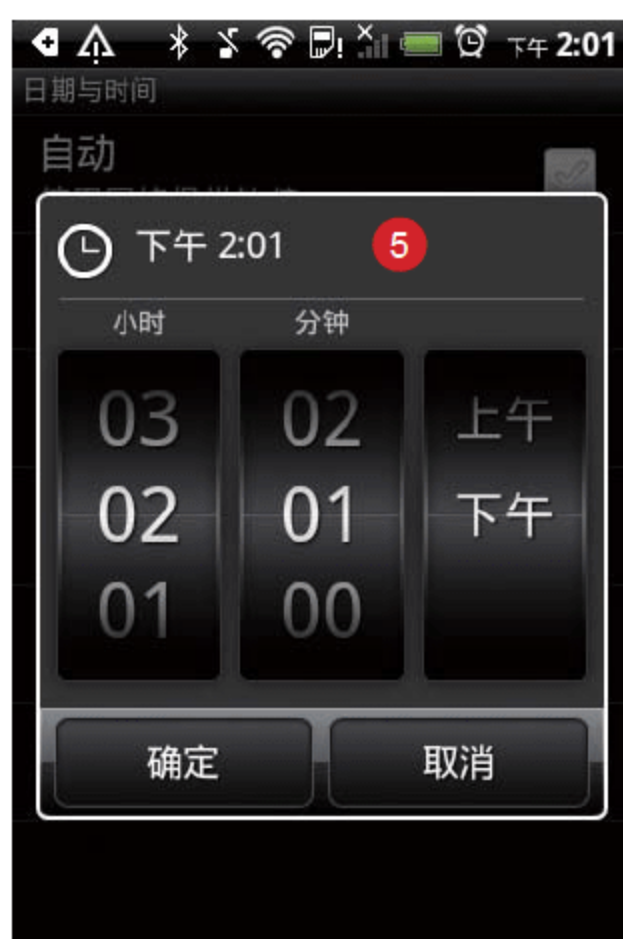 下午 2:01
日期与时间
自动
下午 2:01 5
小时 分钟
03 02 上午
02 01 下午
01 00
确定 取消